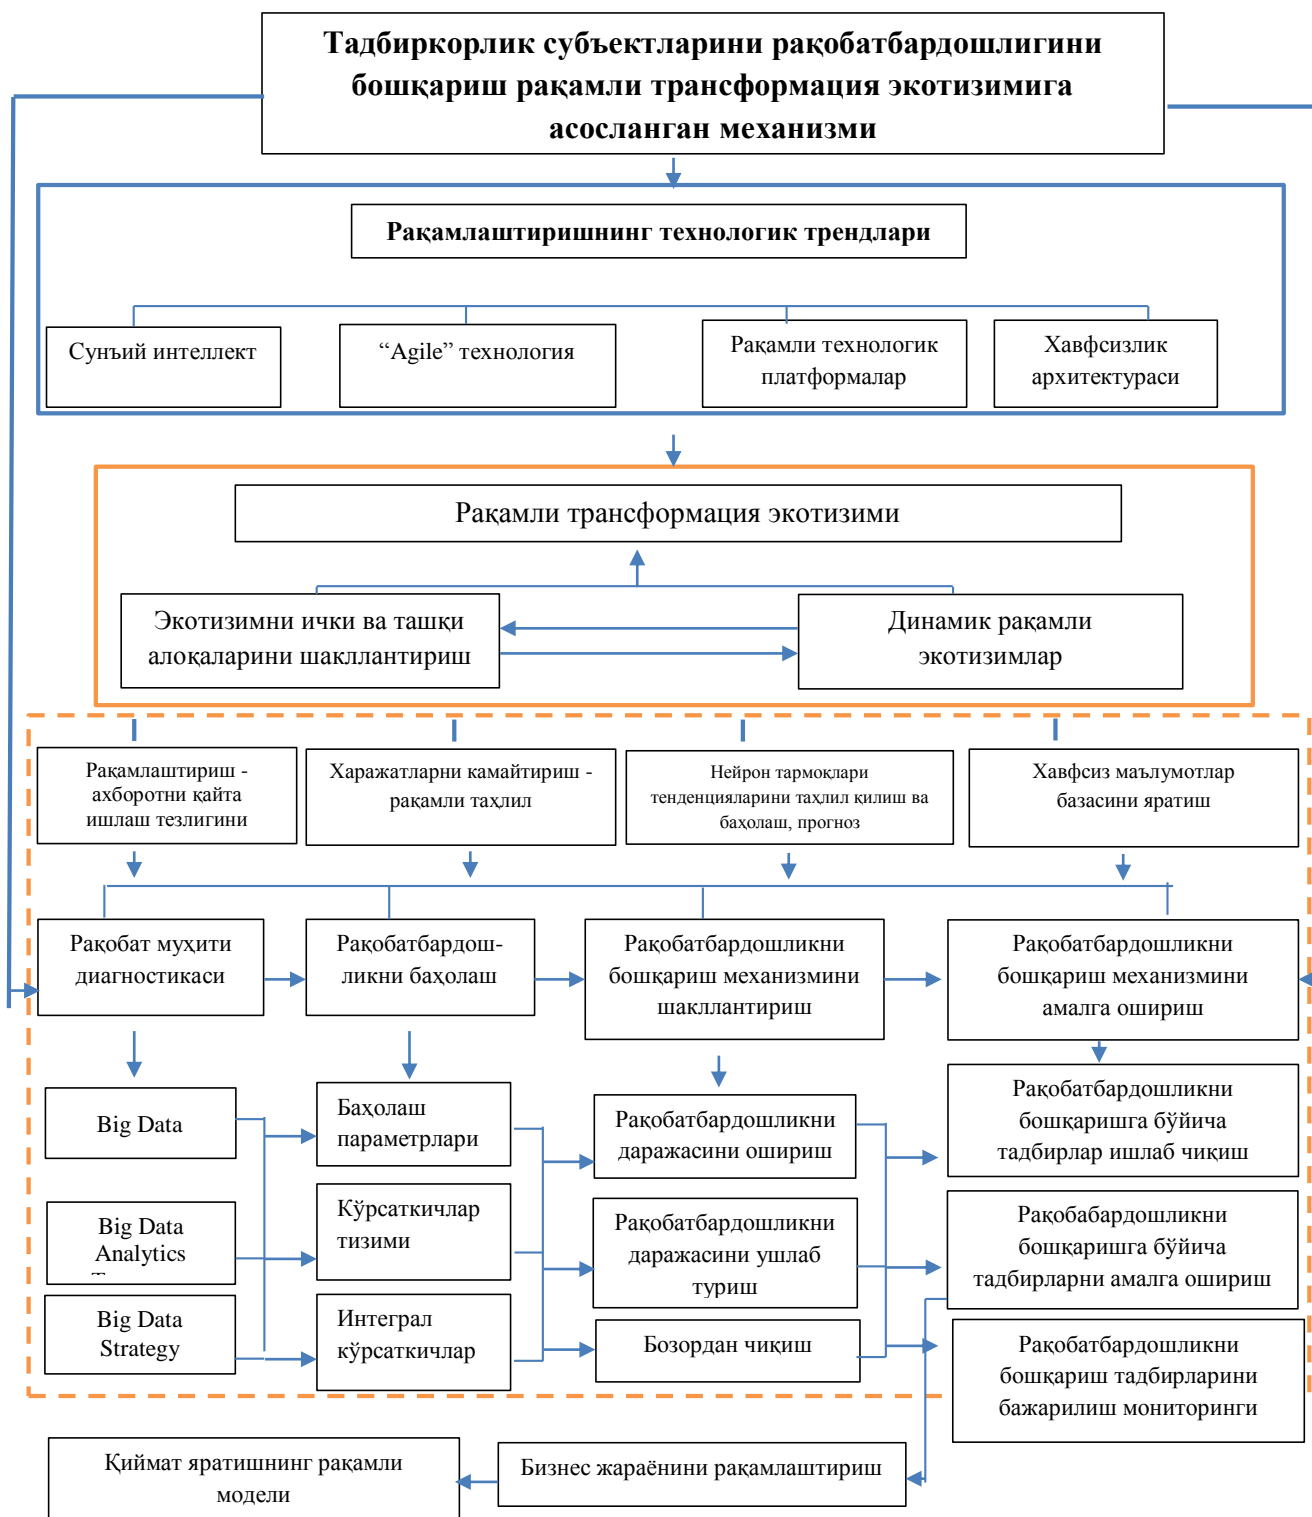 Тадбиркорлик субъектларини рақобатбардошлигини
бошқариш рақамли трансформация экотизимига
асосланган механизми
Рақамлаштиришнинг технологик трендлари
Сунъий интеллект
“Agile” технология
Рақамли технологик
платформалар
Хавфсизлик
архитектураси
Рақамли трансформация экотизими
Экотизимни ички ва ташқи
алоқаларини шакллантириш
Динамик рақамли
экотизимлар
Рақамлаштириш -
ахборотни қайта
ишлаш тезлигини
Харажатларни камайтириш -
рақамли таҳлил
Нейрон тармоқлари
тенденцияларини таҳлил қилиш ва
баҳолаш, прогноз
Хавфсиз маълумотлар
базасини яратиш
Рақобат муҳити
диагностикаси
Рақобатбардош-
ликни баҳолаш
Рақобатбардошликни
бошқариш механизмини
шакллантириш
Рақобатбардошликни
бошқариш механизмини
амалга ошириш
Big Data
Баҳолаш
параметрлари
Рақобатбардошликни
даражасини ошириш
Рақобатбардошликни
бошқаришга бўйича
тадбирлар ишлаб чиқиш
Big Data
Analytics
Кўрсаткичлар
тизими
Рақобатбардошликни
даражасини ушлаб
туриш
Рақобабардошликни
бошқаришга бўйича
тадбирларни амалга ошириш
Big Data
Strategy
Интеграл
кўрсаткичлар
Бозордан чиқиш
Рақобатбардошликни
бошқариш тадбирларини
бажарилиш мониторинги
Қиймат яратишнинг рақамли
модели
Бизнес жараёнини рақамлаштириш